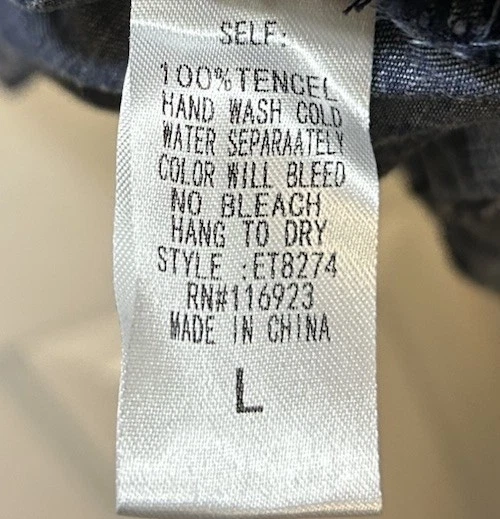 SELF:
100%TENCEL
HAND WASH COLD
WATER SEPARAATELY
COLOR WILL BLEED
NO BLEACH
HANG TO DRY
STYLE :ET8274
RN#116923
MADE IN CHINA
L